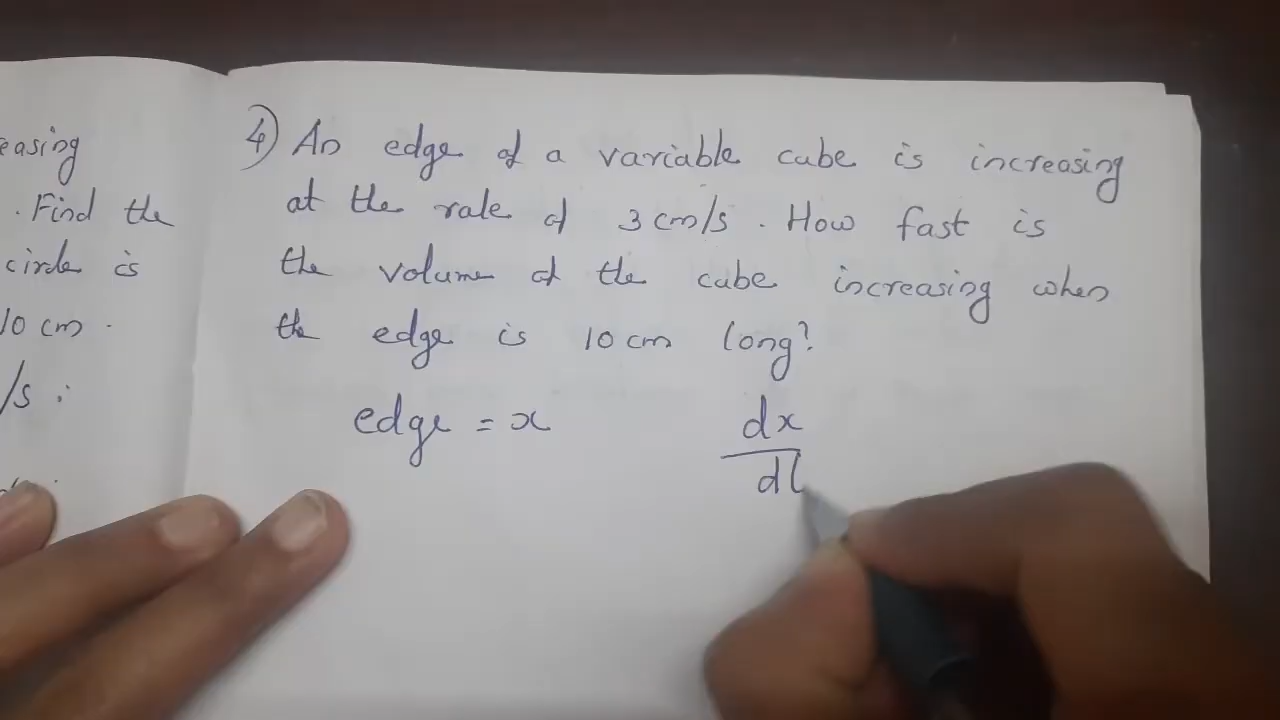 easing
. Find the
circle is
10 cm .
/s :
4) An edge of a variable cube is increasing
at the rate of 3 cm/s . How fast is
the volume of the cube increasing when
the edge is 10 cm long?
edge = x
dx
d